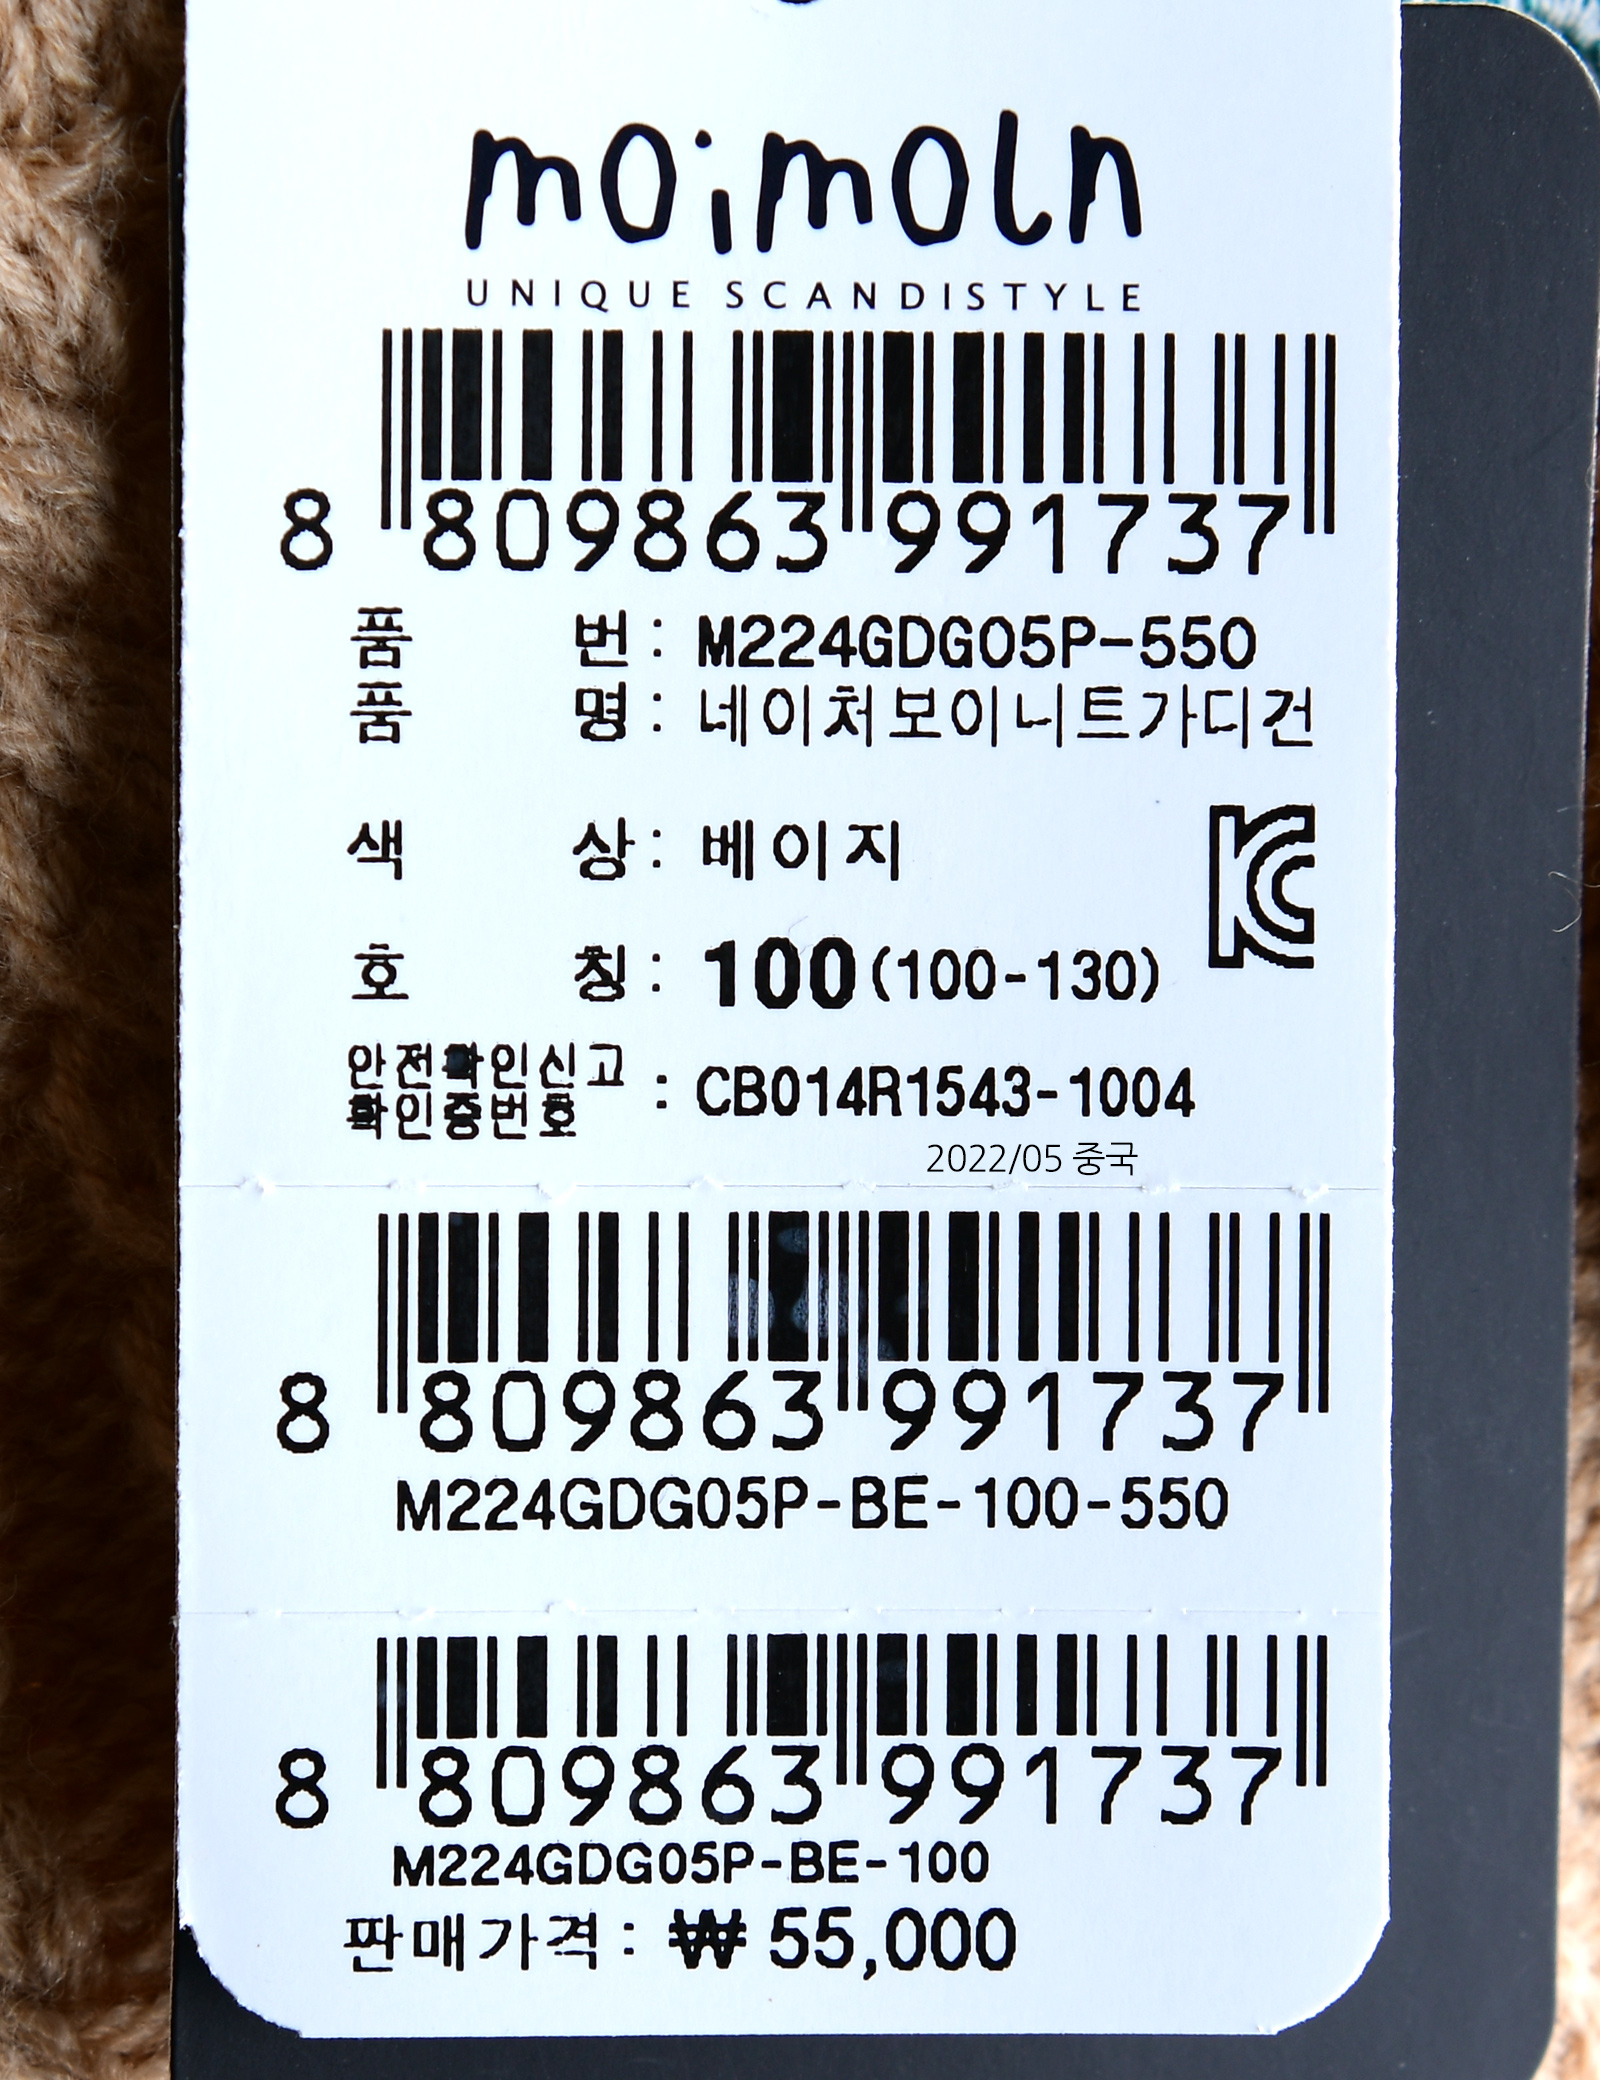 moimoln
UNIQUE SCANDISTYLE
8 809863 991737
품 번 : M224GDG05P-550
품 명 : 네이처보이니트가디건
색 상 : 베이지
호 칭 : 100(100-130)
안전확인신고
확인증번호 : CB014R1543-1004
2022/05 중국
8 809863 991737
M224GDG05P-BE-100-550
8 809863 991737
M224GDG05P-BE-100
판매가격 : ₩ 55,000